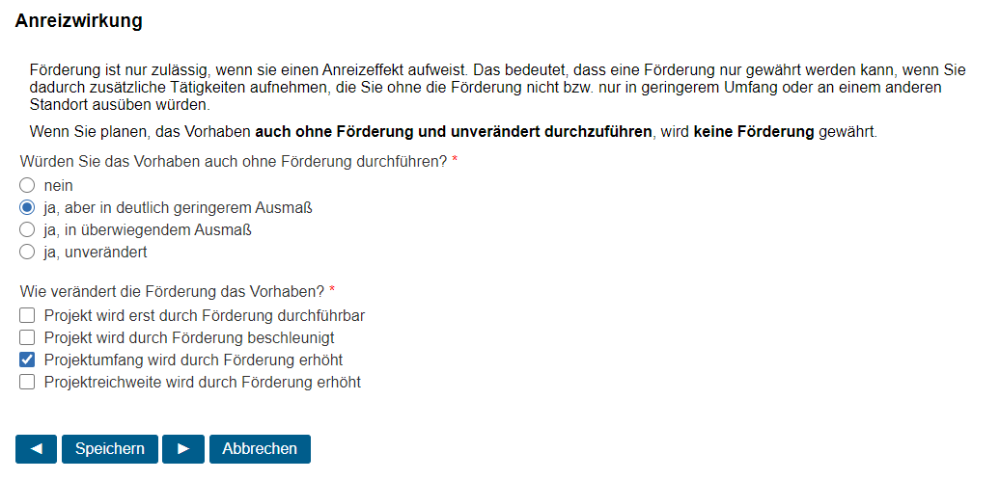 Anreizwirkung
Förderung ist nur zulässig, wenn sie einen Anreizeffekt aufweist. Das bedeutet, dass eine Förderung nur gewährt werden kann, wenn Sie
dadurch zusätzliche Tätigkeiten aufnehmen, die Sie ohne die Förderung nicht bzw. nur in geringerem Umfang oder an einem anderen
Standort ausüben würden.
Wenn Sie planen, das Vorhaben auch ohne Förderung und unverändert durchzuführen, wird keine Förderung gewährt.
Würden Sie das Vorhaben auch ohne Förderung durchführen? *
nein
ja, aber in deutlich geringerem Ausmaß
ja, in überwiegendem Ausmaß
ja, unverändert
Wie verändert die Förderung das Vorhaben? *
Projekt wird erst durch Förderung durchführbar
Projekt wird durch Förderung beschleunigt
Projektumfang wird durch Förderung erhöht
Projektreichweite wird durch Förderung erhöht
◄ Speichern ► Abbrechen